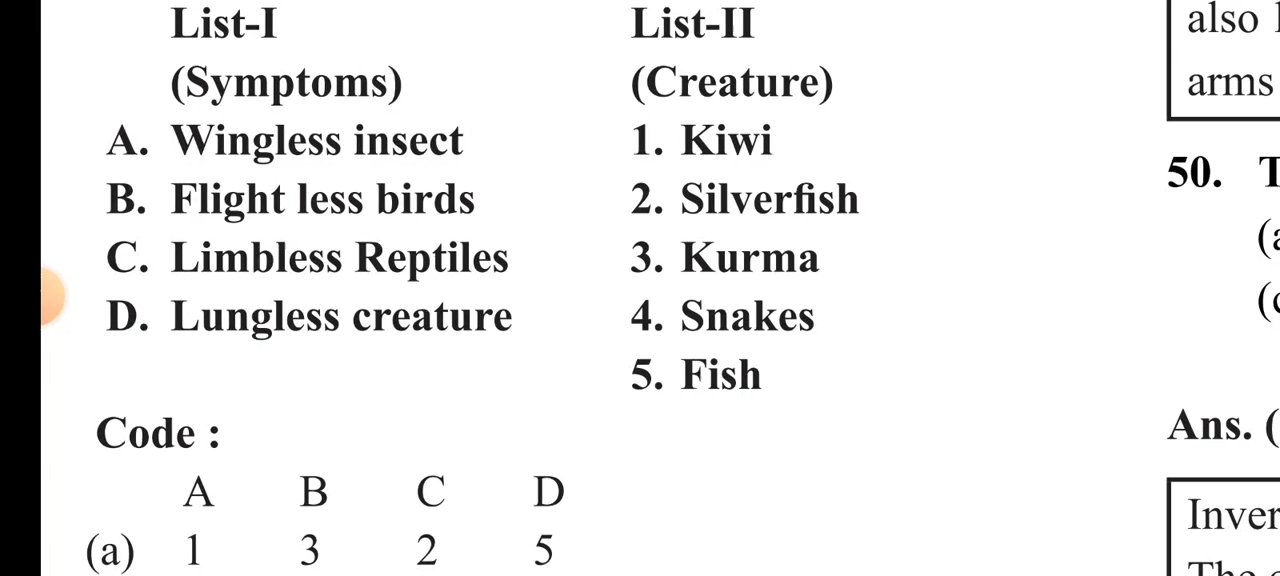 List-I List-II
(Symptoms) (Creature)
A. Wingless insect 1. Kiwi
B. Flight less birds 2. Silverfish
C. Limbless Reptiles 3. Kurma
D. Lungless creature 4. Snakes
5. Fish
Code :
A B C D
(a) 1 3 2 5
also
arms
50.
Ans. (